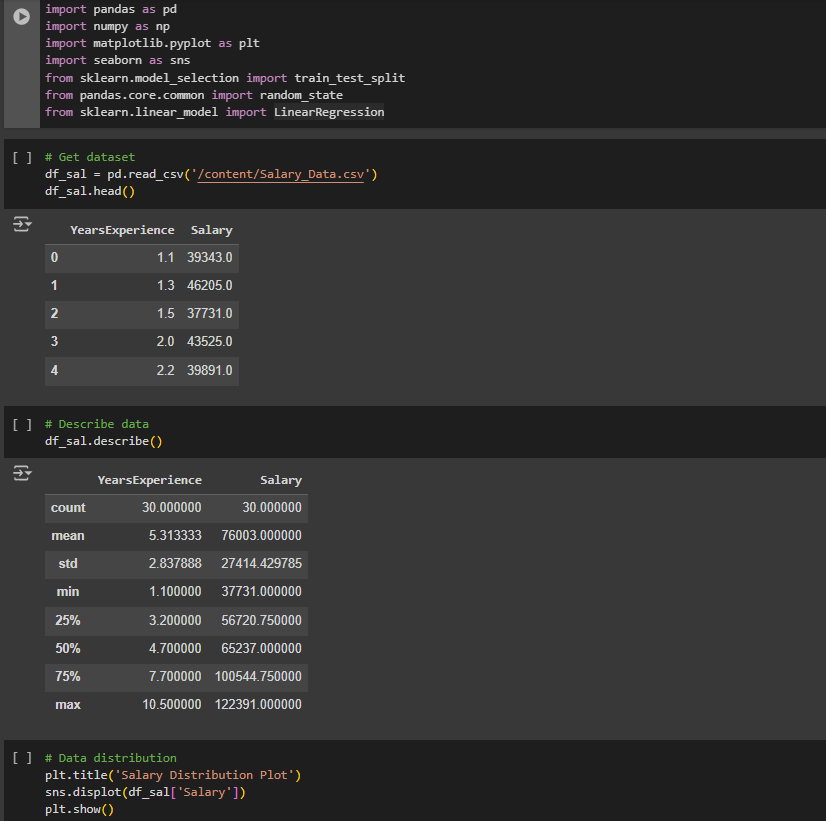 import pandas as pd
import numpy as np
import matplotlib.pyplot as plt
import seaborn as sns
from sklearn.model_selection import train_test_split
from pandas.core.common import random_state
from sklearn.linear_model import LinearRegression
[ ] # Get dataset
df_sal = pd.read_csv('/content/Salary_Data.csv')
df_sal.head()
YearsExperience Salary
0 1.1 39343.0
1 1.3 46205.0
2 1.5 37731.0
3 2.0 43525.0
4 2.2 39891.0
[ ] # Describe data
df_sal.describe()
YearsExperience Salary
count 30.000000 30.000000
mean 5.313333 76003.000000
std 2.837888 27414.429785
min 1.100000 37731.000000
25% 3.200000 56720.750000
50% 4.700000 65237.000000
75% 7.700000 100544.750000
max 10.500000 122391.000000
[ ] # Data distribution
plt.title('Salary Distribution Plot')
sns.displot(df_sal['Salary'])
plt.show()